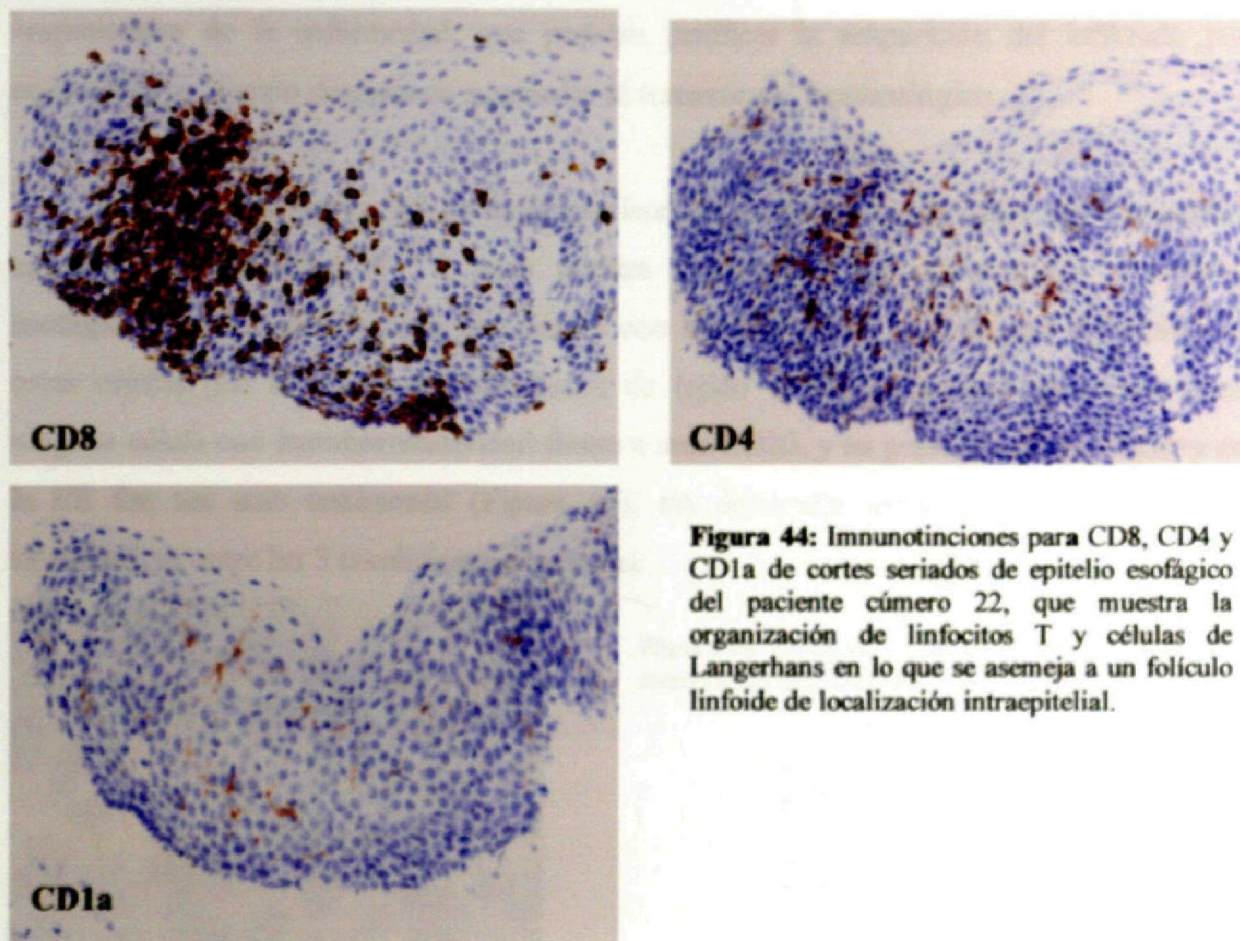 CD8
CD4
CD1a
Figura 44: Imnunotinciones para CD8, CD4 y
CD1a de cortes seriados de epitelio esofágico
del paciente cúmero 22, que muestra la
organización de linfocitos T y células de
Langerhans en lo que se asemeja a un folículo
linfoide de localización intraepitelial.